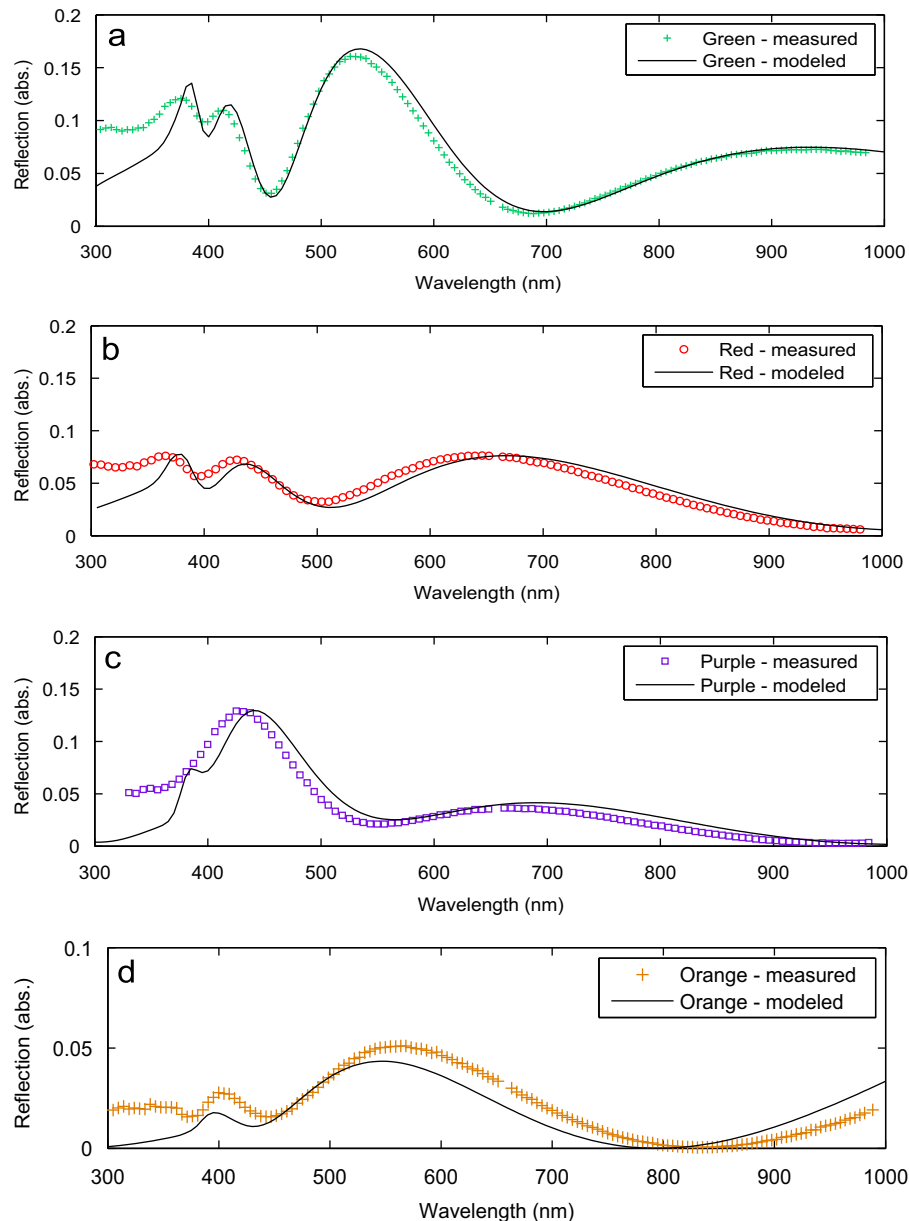 a
Green - measured
Green - modeled
Reflection (abs.)
0.2
0.15
0.1
0.05
0
300 400 500 600 700 800 900 1000
Wavelength (nm)
b
Red - measured
Red - modeled
Reflection (abs.)
0.2
0.15
0.1
0.05
0
300 400 500 600 700 800 900 1000
Wavelength (nm)
c
Purple - measured
Purple - modeled
Reflection (abs.)
0.2
0.15
0.1
0.05
0
300 400 500 600 700 800 900 1000
Wavelength (nm)
d
Orange - measured
Orange - modeled
Reflection (abs.)
0.1
0.05
0
300 400 500 600 700 800 900 1000
Wavelength (nm)